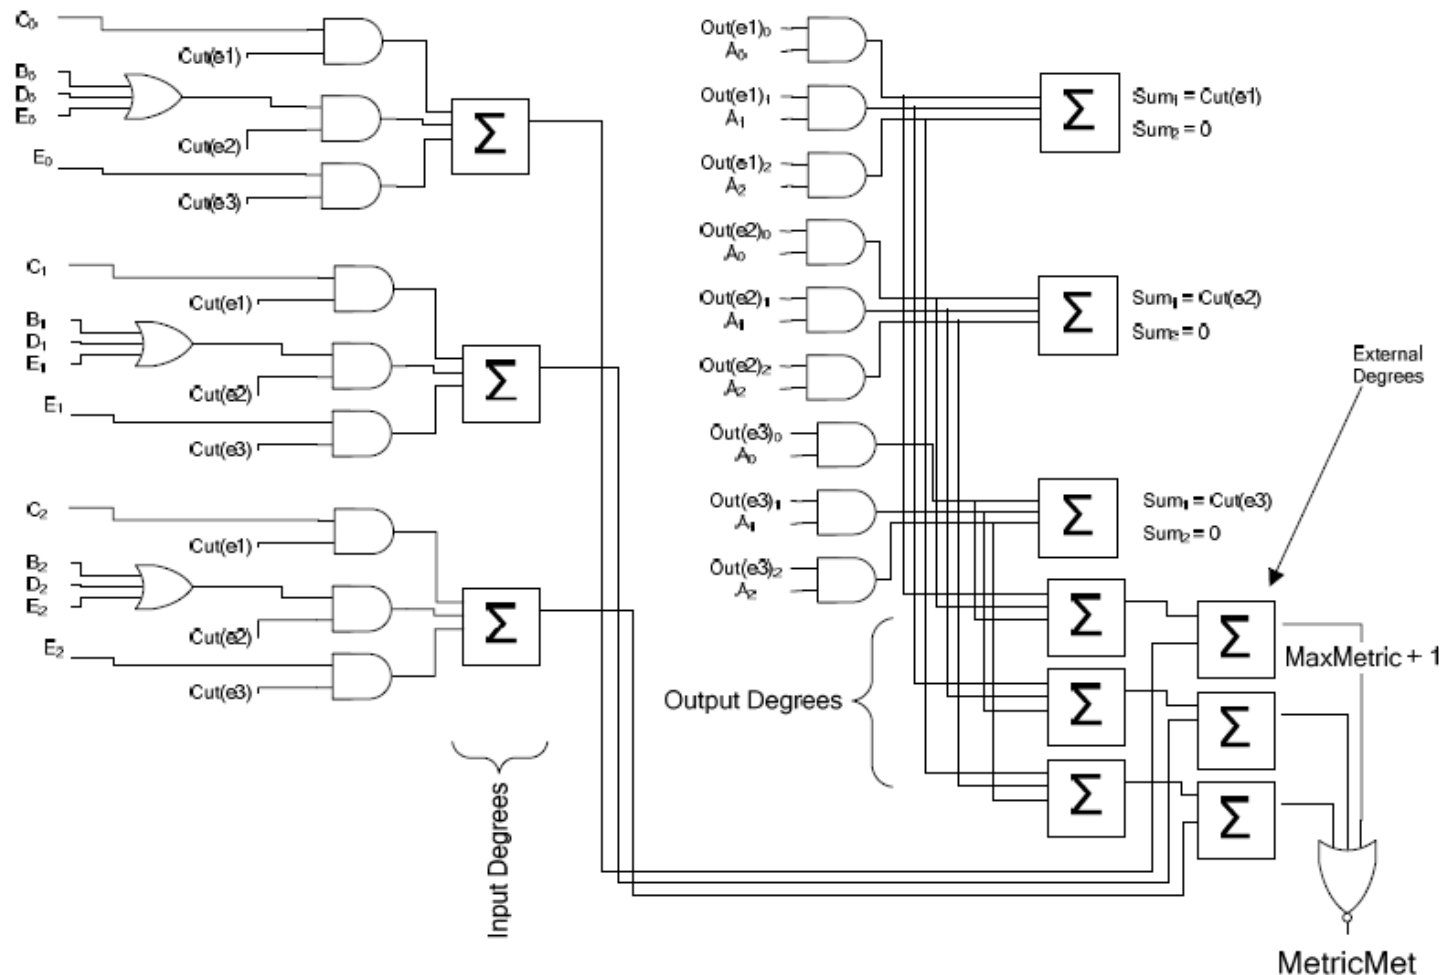 C₀
Cut(e1)
B₀
D₀
E₀
Cut(e2)
E₀
Cut(e3)
Σ
C₁
Cut(e1)
B₁
D₁
E₁
Cut(e2)
E₁
Cut(e3)
Σ
C₂
Cut(e1)
B₂
D₂
E₂
Cut(e2)
E₂
Cut(e3)
Σ
Input Degrees
Out(e1)₀
A₀
Out(e1)₁
A₁
Out(e1)₂
A₂
Σ
Sum₁ = Cut(e1)
Sum₂ = 0
Out(e2)₀
A₀
Out(e2)₁
A₁
Out(e2)₂
A₂
Σ
Sum₁ = Cut(e2)
Sum₂ = 0
Out(e3)₀
A₀
Out(e3)₁
A₁
Out(e3)₂
A₂
Σ
Sum₁ = Cut(e3)
Sum₂ = 0
External
Degrees
Output Degrees
Σ
Σ
Σ
Σ
Σ
Σ
MaxMetric + 1
MetricMet